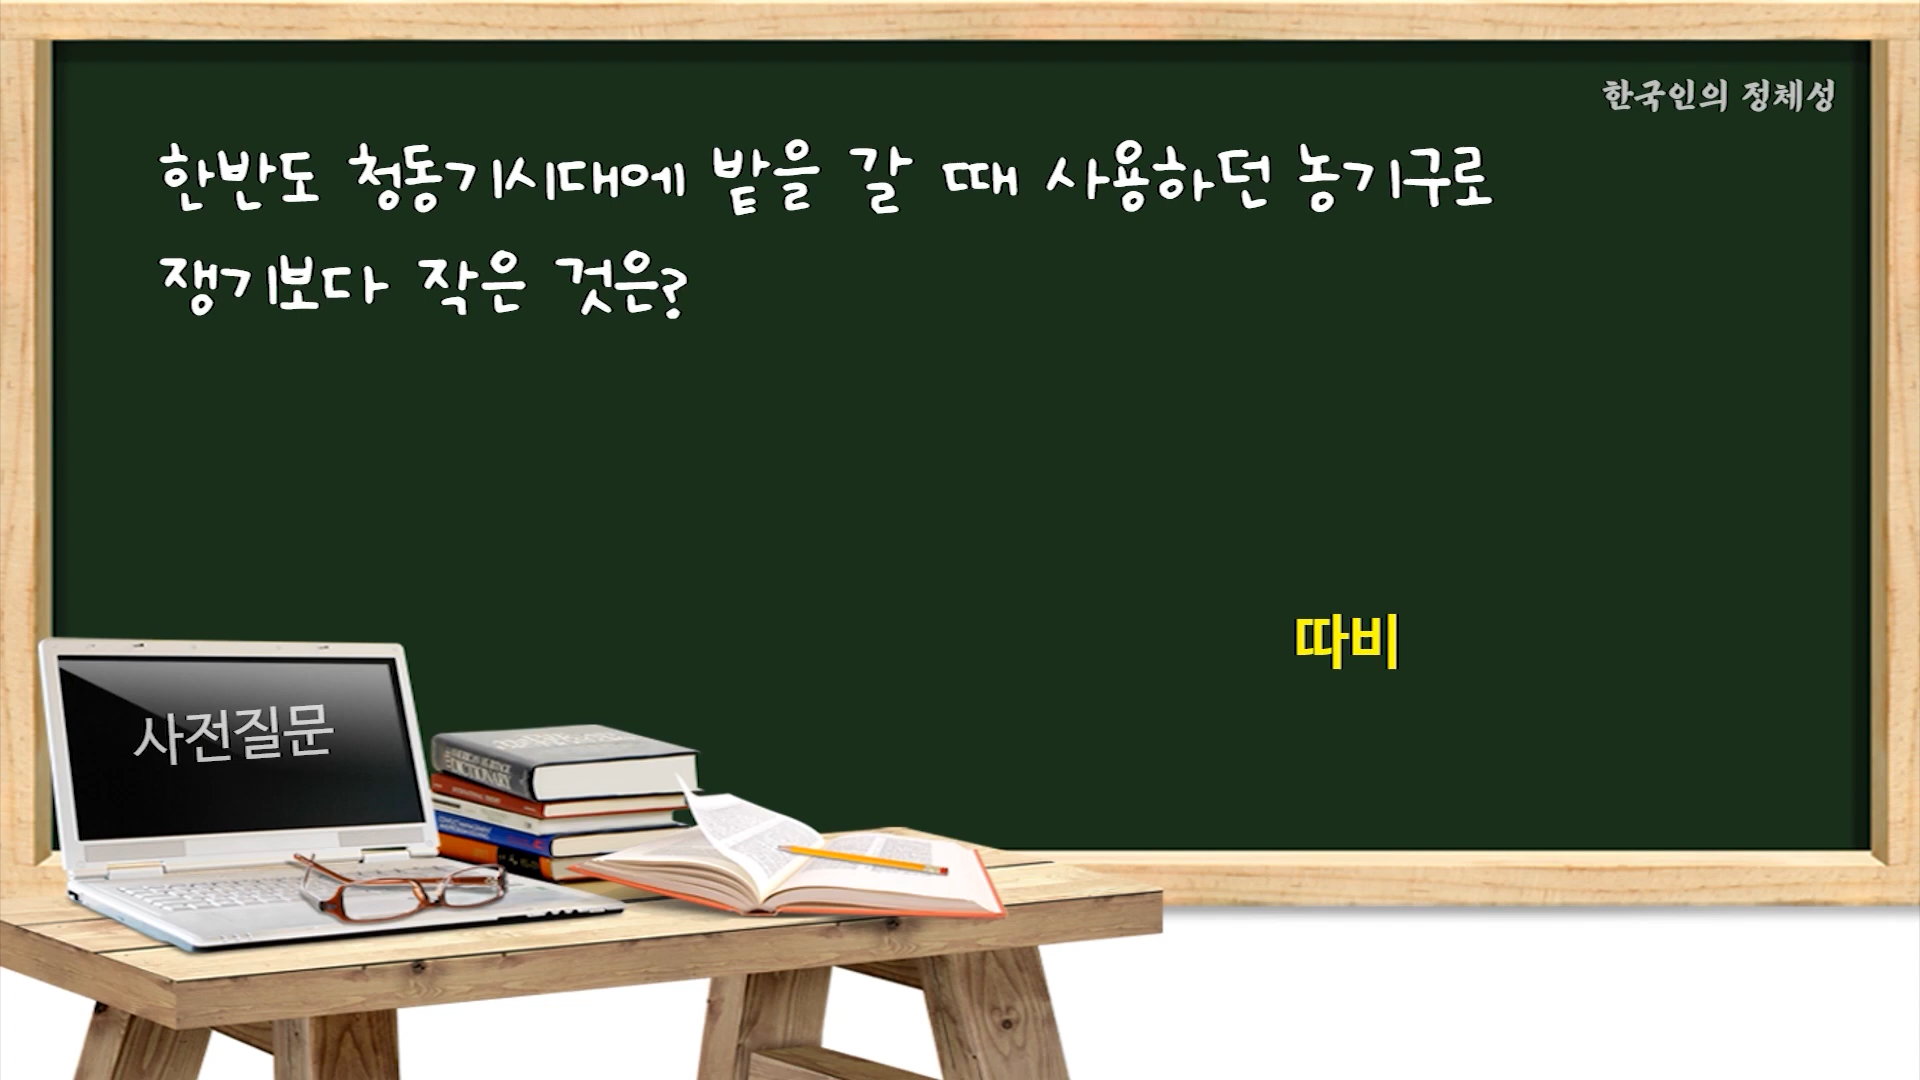 한국인의 정체성
한반도 청동기시대에 밭을 갈 때 사용하던 농기구로
쟁기보다 작은 것은?
따비
사전질문
DICTIONARY